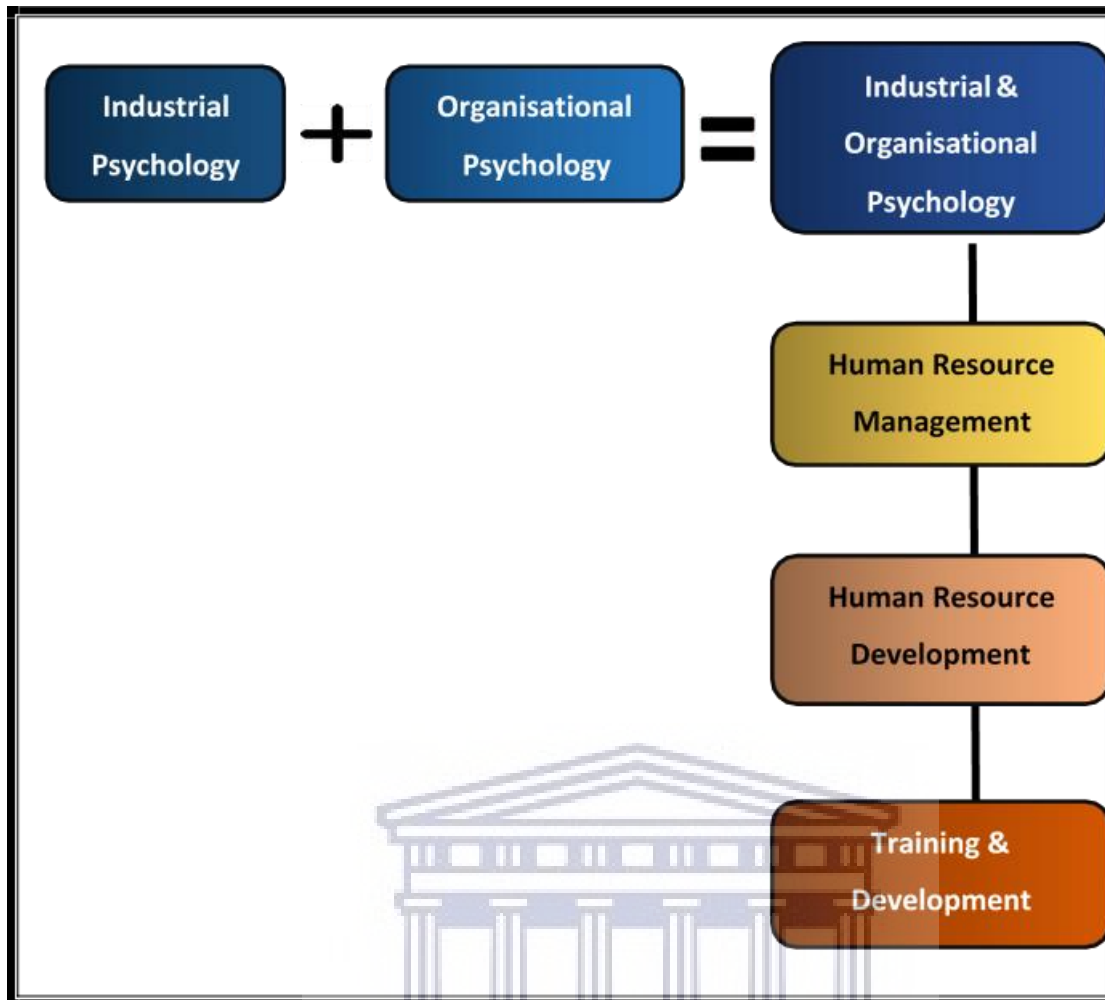 Industrial
Psychology
+
Organisational
Psychology
=
Industrial &
Organisational
Psychology
Human Resource
Management
Human Resource
Development
Training &
Development